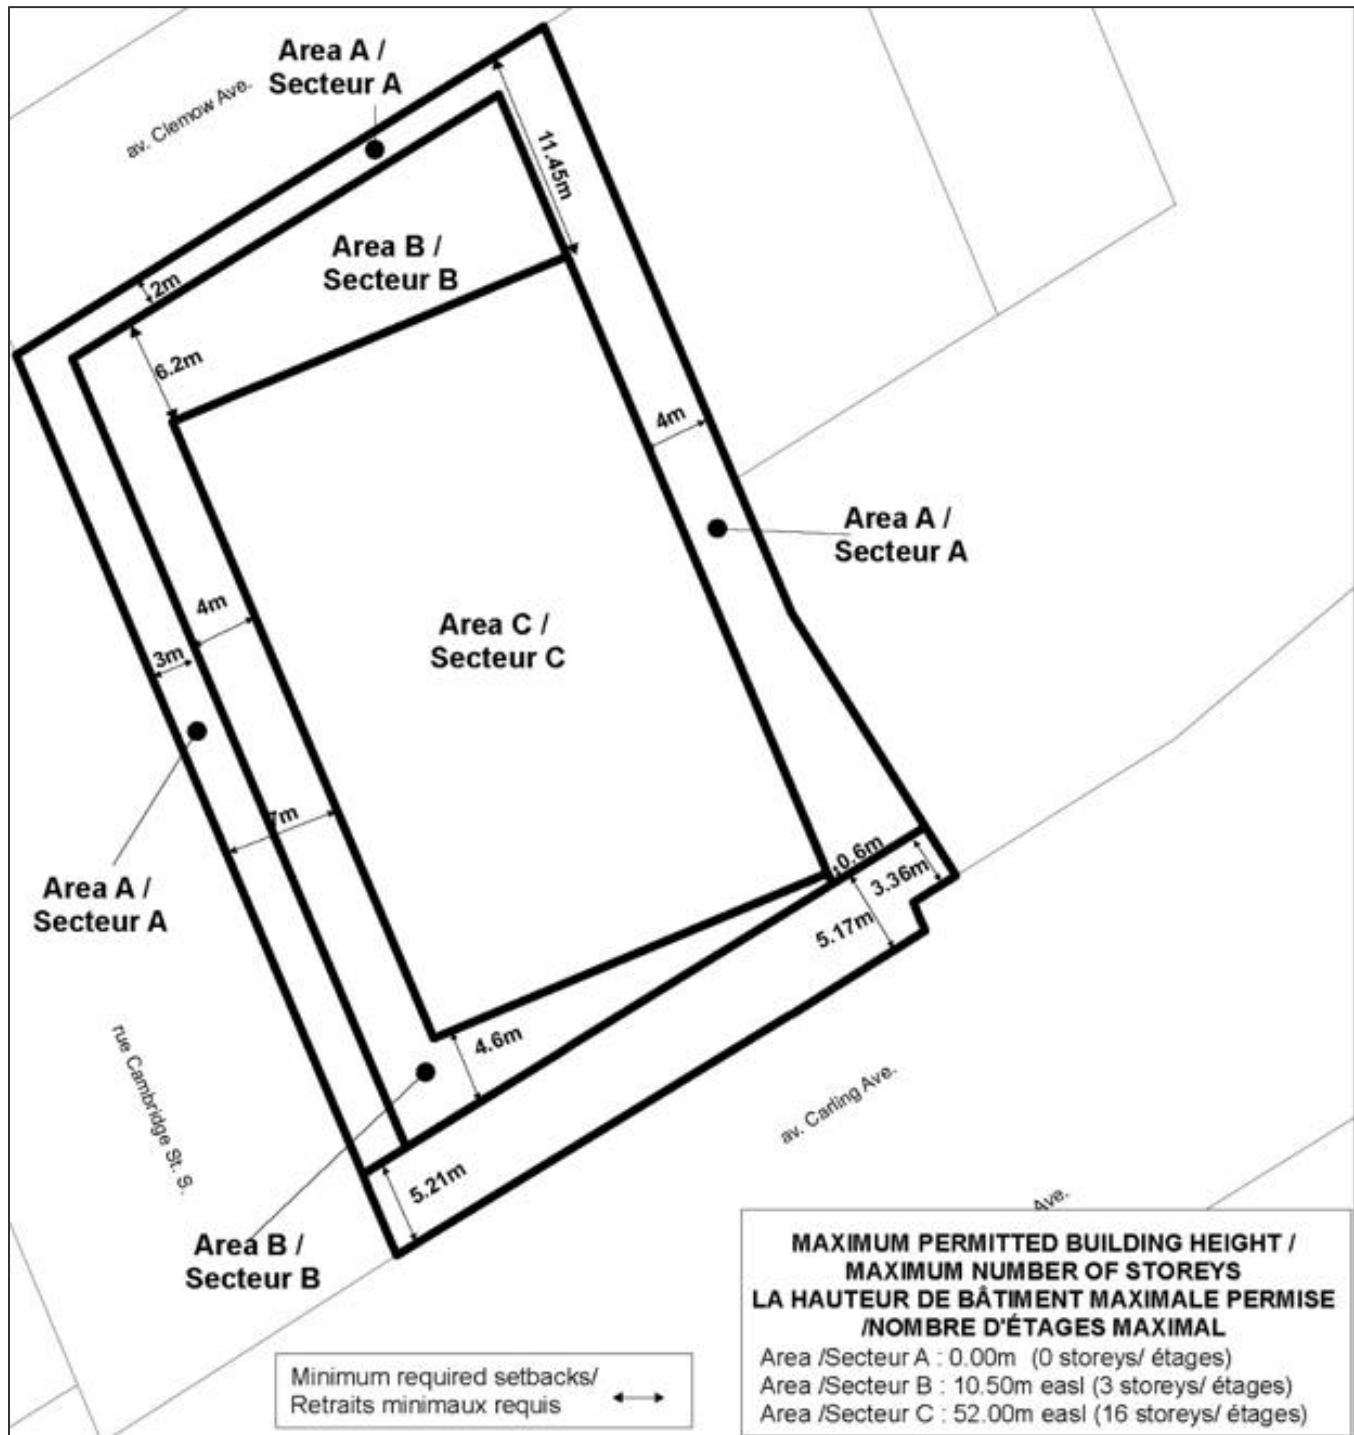 Area A /
Secteur A
av. Clemow Ave.
11.45m
Area B /
Secteur B
2m
6.2m
4m
Area A /
Secteur A
4m
Area C /
Secteur C
3m
7m
0.6m
3.36m
Area A /
Secteur A
5.17m
4.6m
rue Cambridge St. S.
av. Carling Ave.
5.21m
Ave.
Area B /
Secteur B
MAXIMUM PERMITTED BUILDING HEIGHT /
MAXIMUM NUMBER OF STOREYS
LA HAUTEUR DE BÂTIMENT MAXIMALE PERMISE
/NOMBRE D'ÉTAGES MAXIMAL
Area /Secteur A : 0.00m (0 storeys/ étages)
Area /Secteur B : 10.50m easl (3 storeys/ étages)
Area /Secteur C : 52.00m easl (16 storeys/ étages)
Minimum required setbacks/
Retraits minimaux requis